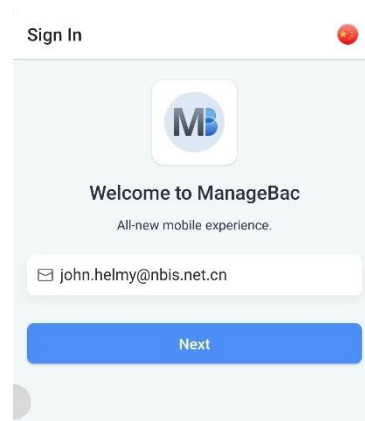 Sign In
MB
Welcome to ManageBac
All-new mobile experience.
john.helmy@nbis.net.cn
Next